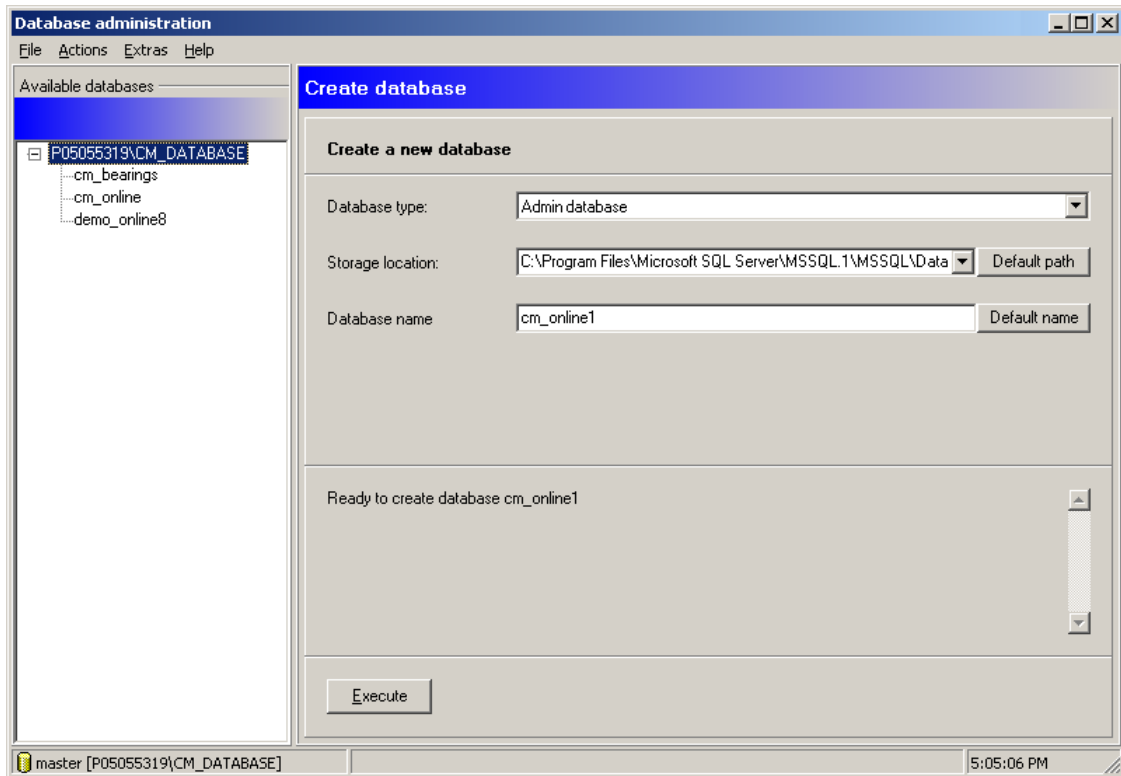 Database administration
File Actions Extras Help
Available databases
P05055319\CM_DATABASE
cm_bearings
cm_online
demo_online8
Create database
Create a new database
Database type:
Admin database
Storage location:
C:\Program Files\Microsoft SQL Server\MSSQL.1\MSSQL\Data
Default path
Database name
cm_online1
Default name
Ready to create database cm_online1
Execute
master [P05055319\CM_DATABASE]
5:05:06 PM